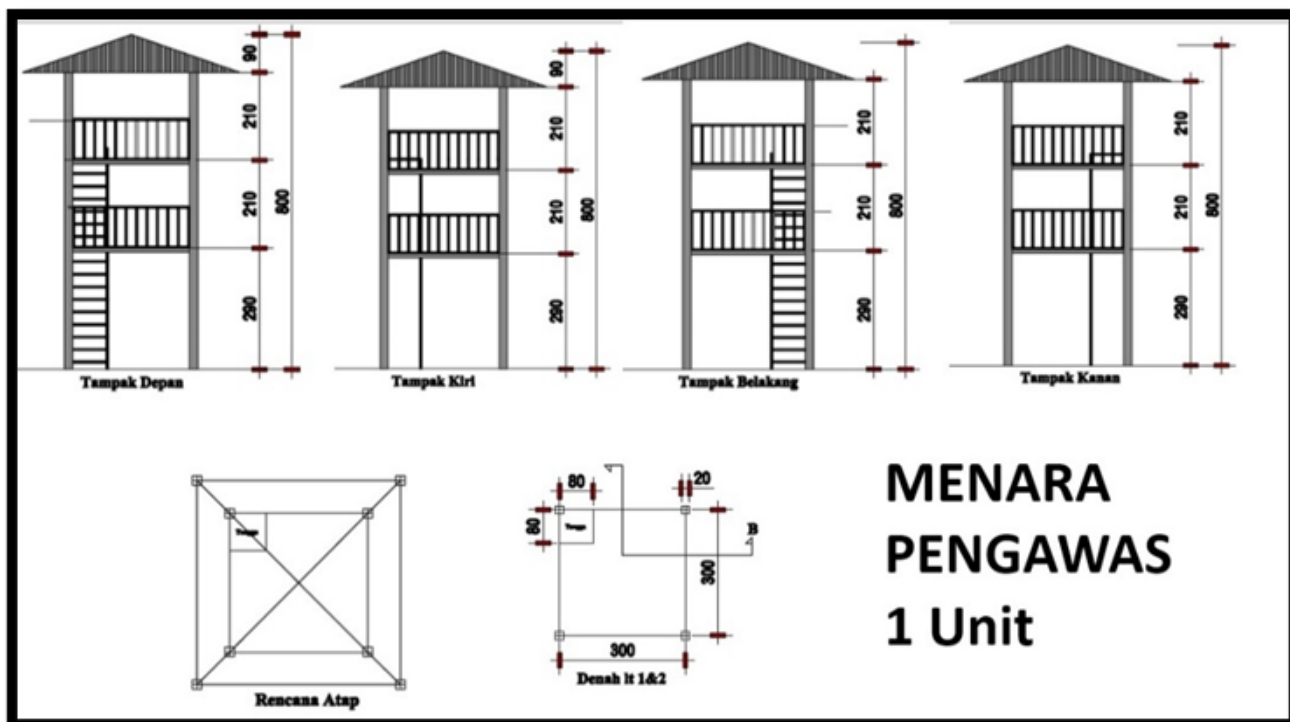 90
210
210
800
290
Tampak Depan
90
210
210
800
290
Tampak Kiri
210
210
800
290
Tampak Belakang
210
210
800
290
Tampak Kanan
Tangga
Rencana Atap
80
20
80
Tangga
B
300
300
Denah lt 1&2
MENARA
PENGAWAS
1 Unit